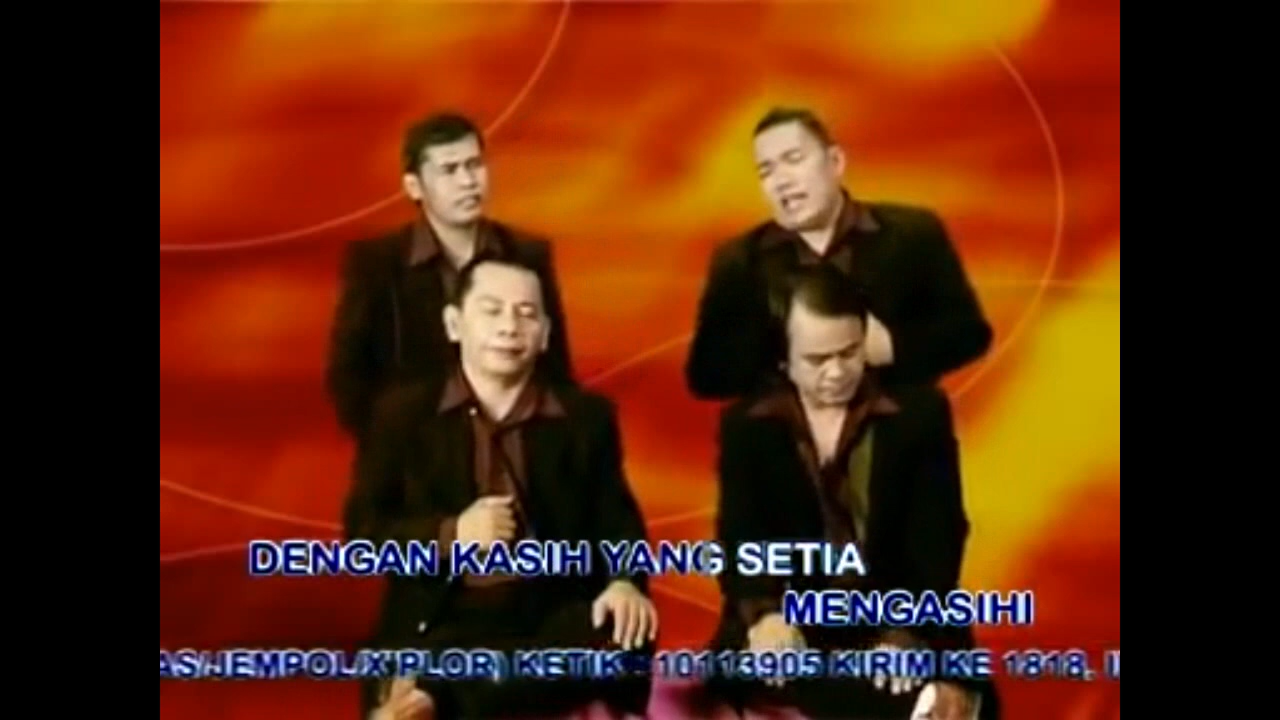 DENGAN KASIH YANG SETIA
MENGASIHI
AS/JEMPOL/X'PLOR) KETIK : 10113905 KIRIM KE 1818, I